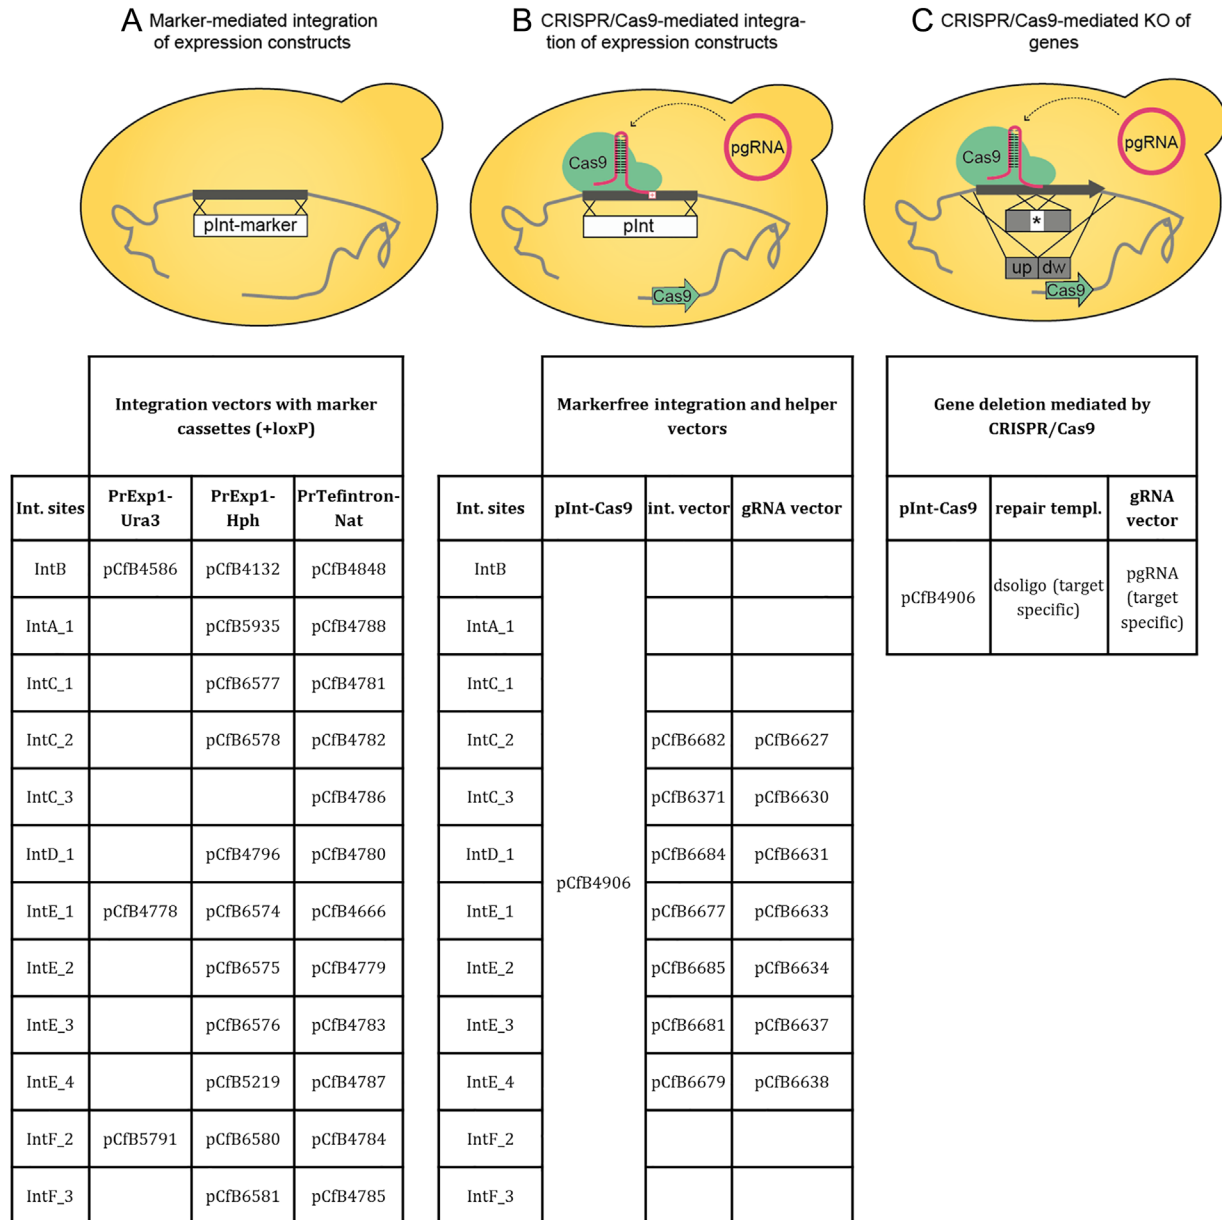 A Marker-mediated integration
of expression constructs
B CRISPR/Cas9-mediated integra-
tion of expression constructs
C CRISPR/Cas9-mediated KO of
genes
pInt-marker
Cas9
pgRNA
*
pInt
Cas9
Cas9
pgRNA
*
up dw
Cas9
Integration vectors with marker
cassettes (+loxP)
Int. sites PrExp1-Ura3 PrExp1-Hph PrTefintron-Nat
IntB pCfB4586 pCfB4132 pCfB4848
IntA_1 pCfB5935 pCfB4788
IntC_1 pCfB6577 pCfB4781
IntC_2 pCfB6578 pCfB4782
IntC_3 pCfB4786
IntD_1 pCfB4796 pCfB4780
IntE_1 pCfB4778 pCfB6574 pCfB4666
IntE_2 pCfB6575 pCfB4779
IntE_3 pCfB6576 pCfB4783
IntE_4 pCfB5219 pCfB4787
IntF_2 pCfB5791 pCfB6580 pCfB4784
IntF_3 pCfB6581 pCfB4785
Markerfree integration and helper
vectors
Int. sites pInt-Cas9 int. vector gRNA vector
IntB
IntA_1
IntC_1
IntC_2 pCfB6682 pCfB6627
IntC_3 pCfB6371 pCfB6630
IntD_1 pCfB6684 pCfB6631
pCfB4906
IntE_1 pCfB6677 pCfB6633
IntE_2 pCfB6685 pCfB6634
IntE_3 pCfB6681 pCfB6637
IntE_4 pCfB6679 pCfB6638
IntF_2
IntF_3
Gene deletion mediated by
CRISPR/Cas9
pInt-Cas9 repair templ. gRNA
vector
pCfB4906 dsoligo (target
specific) pgRNA
(target
specific)